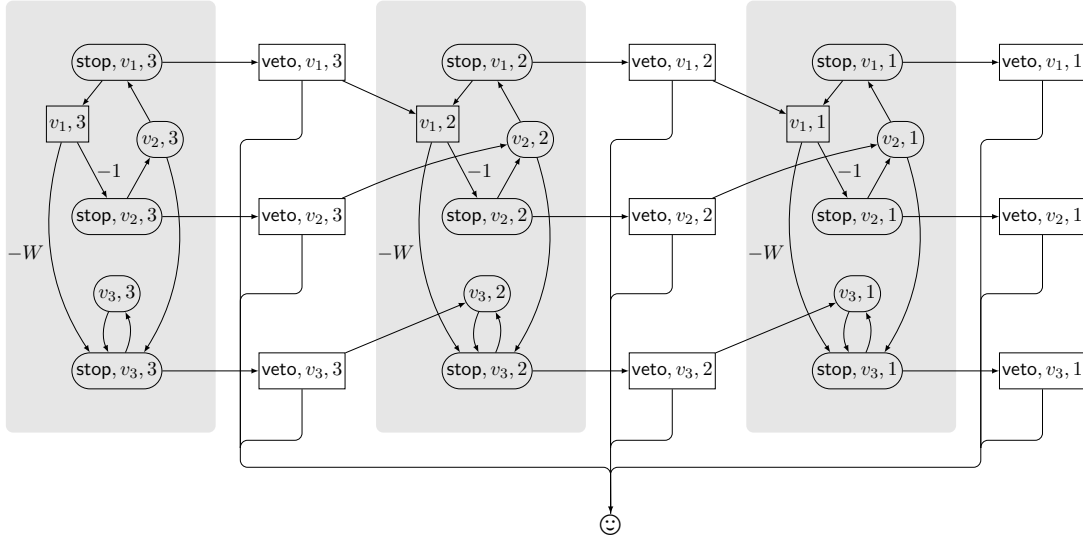 stop, v₁, 3
veto, v₁, 3
stop, v₁, 2
veto, v₁, 2
stop, v₁, 1
veto, v₁, 1
v₁, 3
v₂, 3
v₁, 2
v₂, 2
v₁, 1
v₂, 1
−1
−1
−1
stop, v₂, 3
veto, v₂, 3
stop, v₂, 2
veto, v₂, 2
stop, v₂, 1
veto, v₂, 1
−W
−W
−W
v₃, 3
v₃, 2
v₃, 1
stop, v₃, 3
veto, v₃, 3
stop, v₃, 2
veto, v₃, 2
stop, v₃, 1
veto, v₃, 1